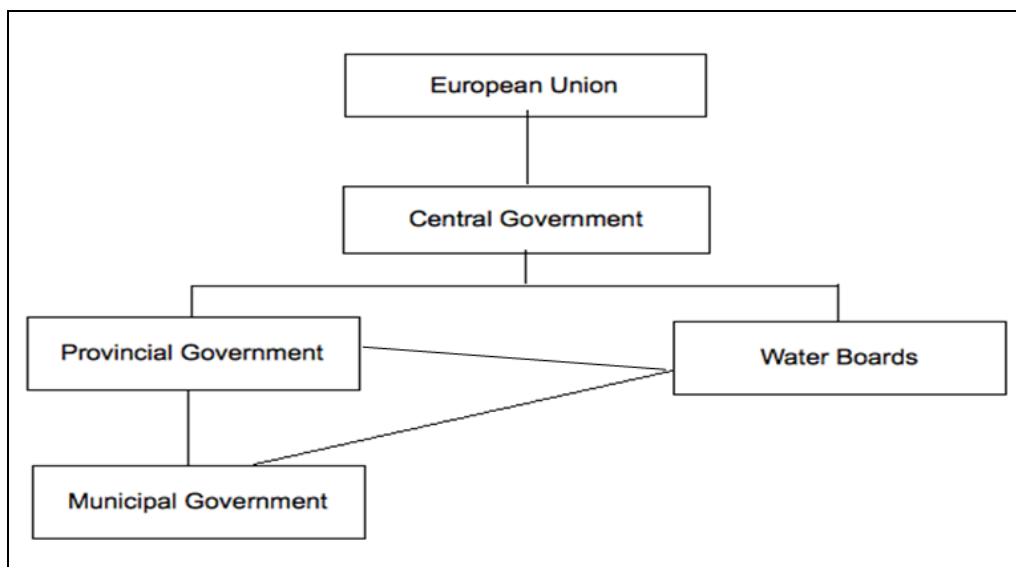 European Union
Central Government
Provincial Government
Water Boards
Municipal Government